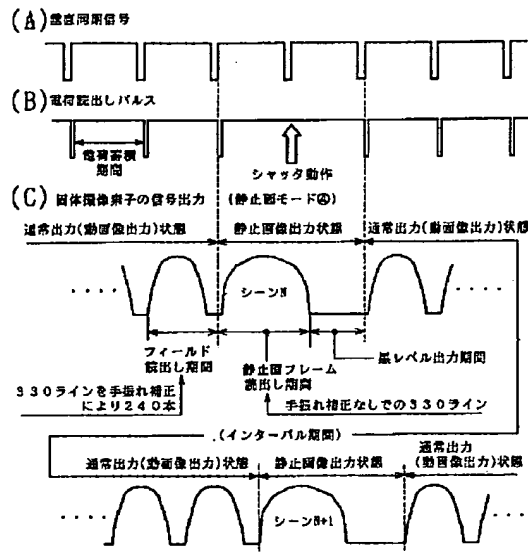 (A)垂直同期信号
(B)電荷読出しパルス
電荷蓄積
期間
シャッタ動作
(C) 固体撮像素子の信号出力
(静止画モード④)
通常出力(動画像出力)状態
静止画像出力状態
通常出力(動画像出力)状態
シーンN
フィールド
読出し期間
静止画フレーム
読出し期間
黒レベル出力期間
330ラインを手振れ補正
により240本
手振れ補正なしでの330ライン
(インターバル期間)
通常出力(動画像出力)状態
静止画像出力状態
通常出力
(動画像出力)状態
シーンN+1